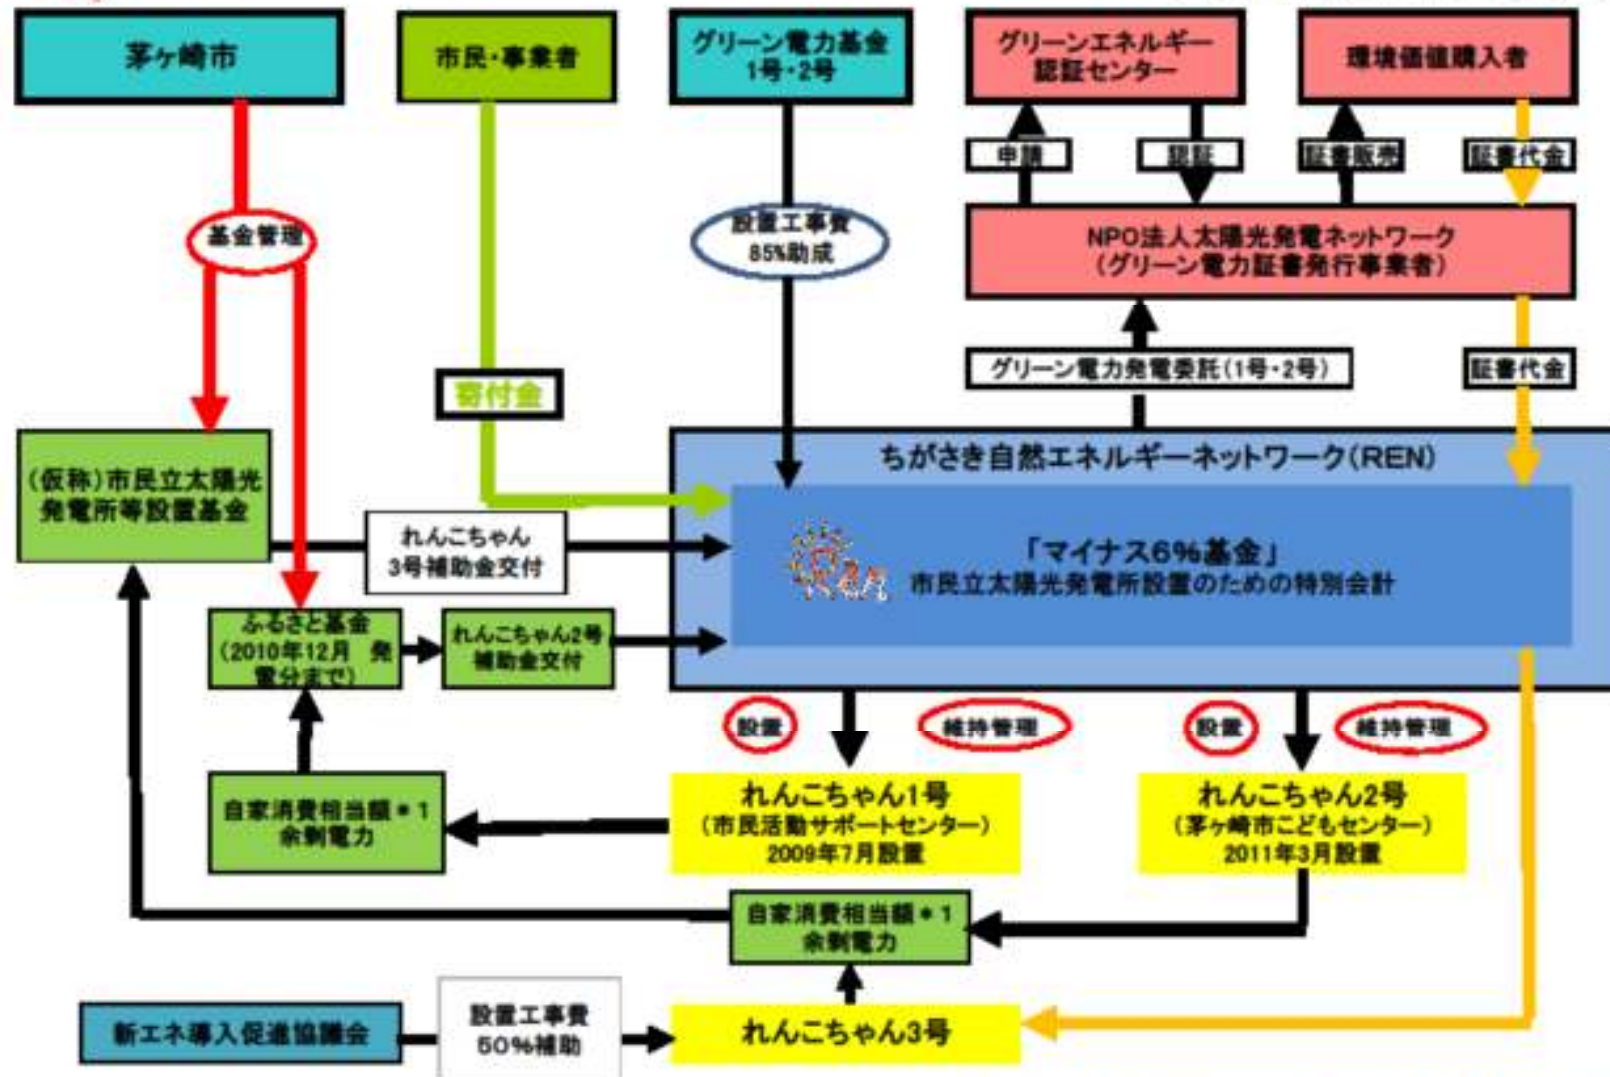 茅ヶ崎市
市民・事業者
グリーン電力基金
1号・2号
グリーンエネルギー
認証センター
環境価値購入者
申請
認証
証書販売
証書代金
基金管理
設置工事費
85%助成
NPO法人太陽光発電ネットワーク
(グリーン電力証書発行事業者)
グリーン電力発電委託(1号・2号)
証書代金
寄付金
(仮称)市民立太陽光
発電所等設置基金
ちがさき自然エネルギーネットワーク(REN)
れんこちゃん
3号補助金交付
「マイナス6%基金」
市民立太陽光発電所設置のための特別会計
ふるさと基金
(2010年12月 発
電分まで)
れんこちゃん2号
補助金交付
設置
維持管理
設置
維持管理
自家消費相当額*1
余剰電力
れんこちゃん1号
(市民活動サポートセンター)
2009年7月設置
れんこちゃん2号
(茅ヶ崎市こどもセンター)
2011年3月設置
自家消費相当額*1
余剰電力
新エネ導入促進協議会
設置工事費
50%補助
れんこちゃん3号